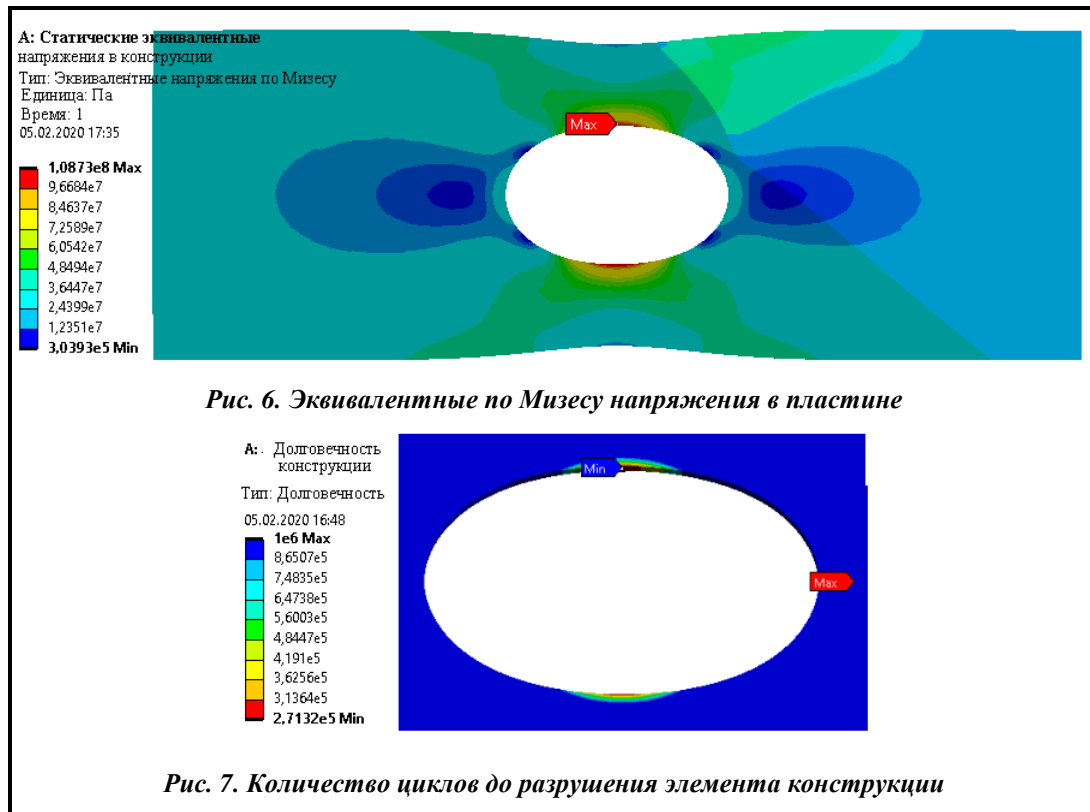 А: Статические эквивалентные
напряжения в конструкции
Тип: Эквивалентные напряжения по Мизесу
Единица: Па
Время: 1
05.02.2020 17:35
1,0873e8 Max
9,6684e7
8,4637e7
7,2589e7
6,0542e7
4,8494e7
3,6447e7
2,4399e7
1,2351e7
3,0393e5 Min
Max
Рис. 6. Эквивалентные по Мизесу напряжения в пластине
А: . Долговечность
конструкции
Тип: Долговечность
05.02.2020 16:48
1e6 Max
8,6507e5
7,4835e5
6,4738e5
5,6003e5
4,8447e5
4,191e5
3,6256e5
3,1364e5
2,7132e5 Min
Min
Max
Рис. 7. Количество циклов до разрушения элемента конструкции